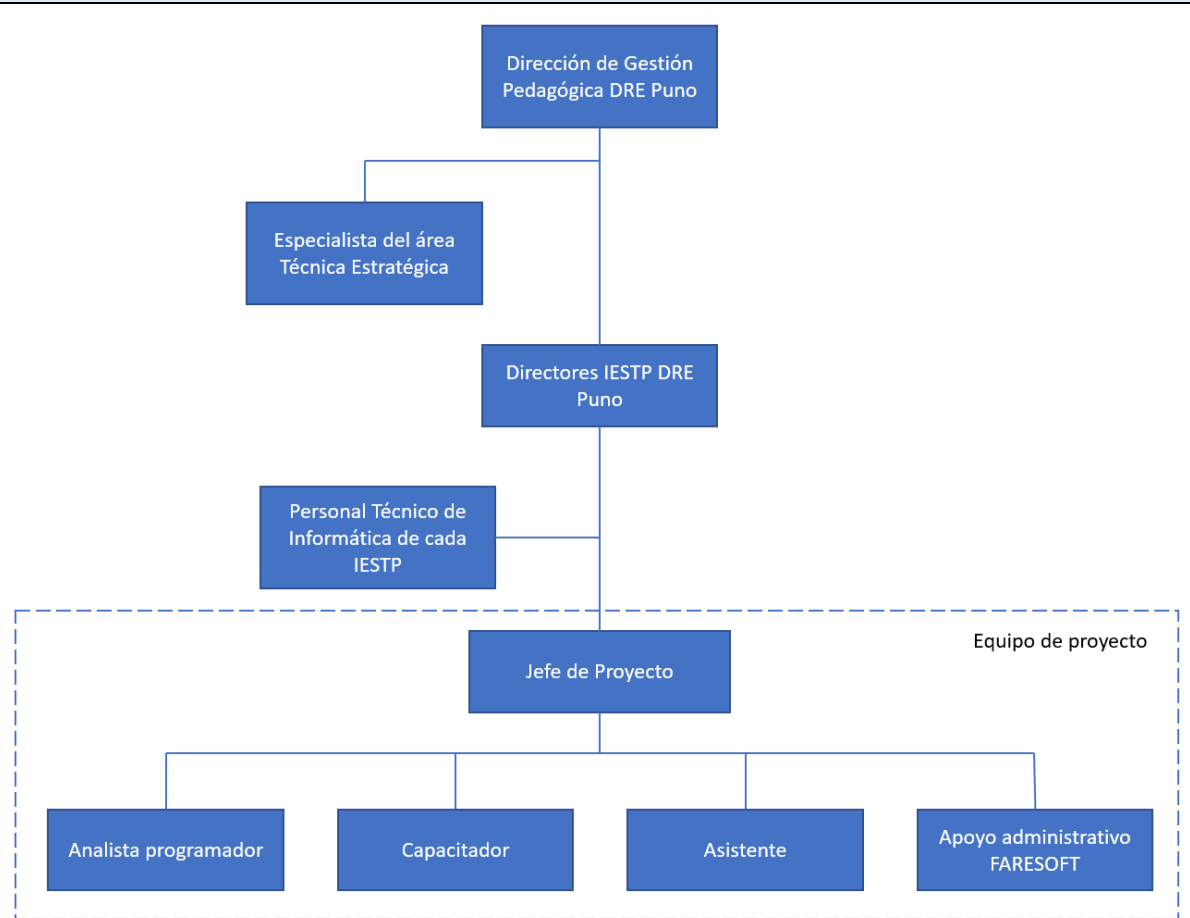 Dirección de Gestión
Pedagógica DRE Puno
Especialista del área
Técnica Estratégica
Directores IESTP DRE
Puno
Personal Técnico de
Informática de cada
IESTP
Equipo de proyecto
Jefe de Proyecto
Analista programador
Capacitador
Asistente
Apoyo administrativo
FARESOFT